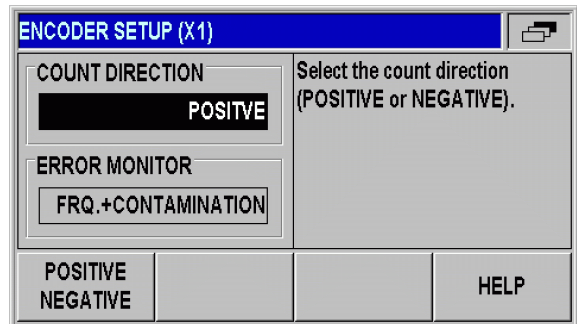 ENCODER SETUP (X1)
COUNT DIRECTION
POSITVE
ERROR MONITOR
FRQ.+CONTAMINATION
Select the count direction
(POSITIVE or NEGATIVE).
POSITIVE
NEGATIVE
HELP